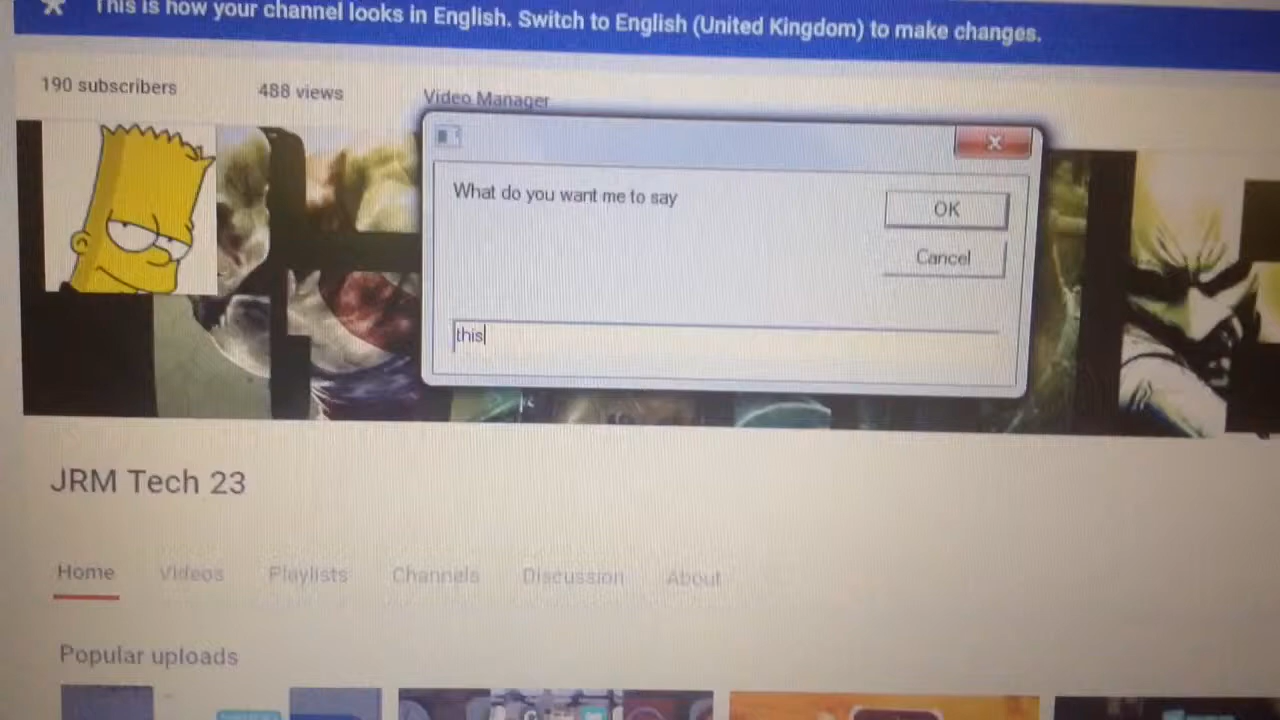 This is how your channel looks in English. Switch to English (United Kingdom) to make changes.
190 subscribers 488 views Video Manager
What do you want me to say
OK
Cancel
this
JRM Tech 23
Home Videos Playlists Channels Discussion About
Popular uploads